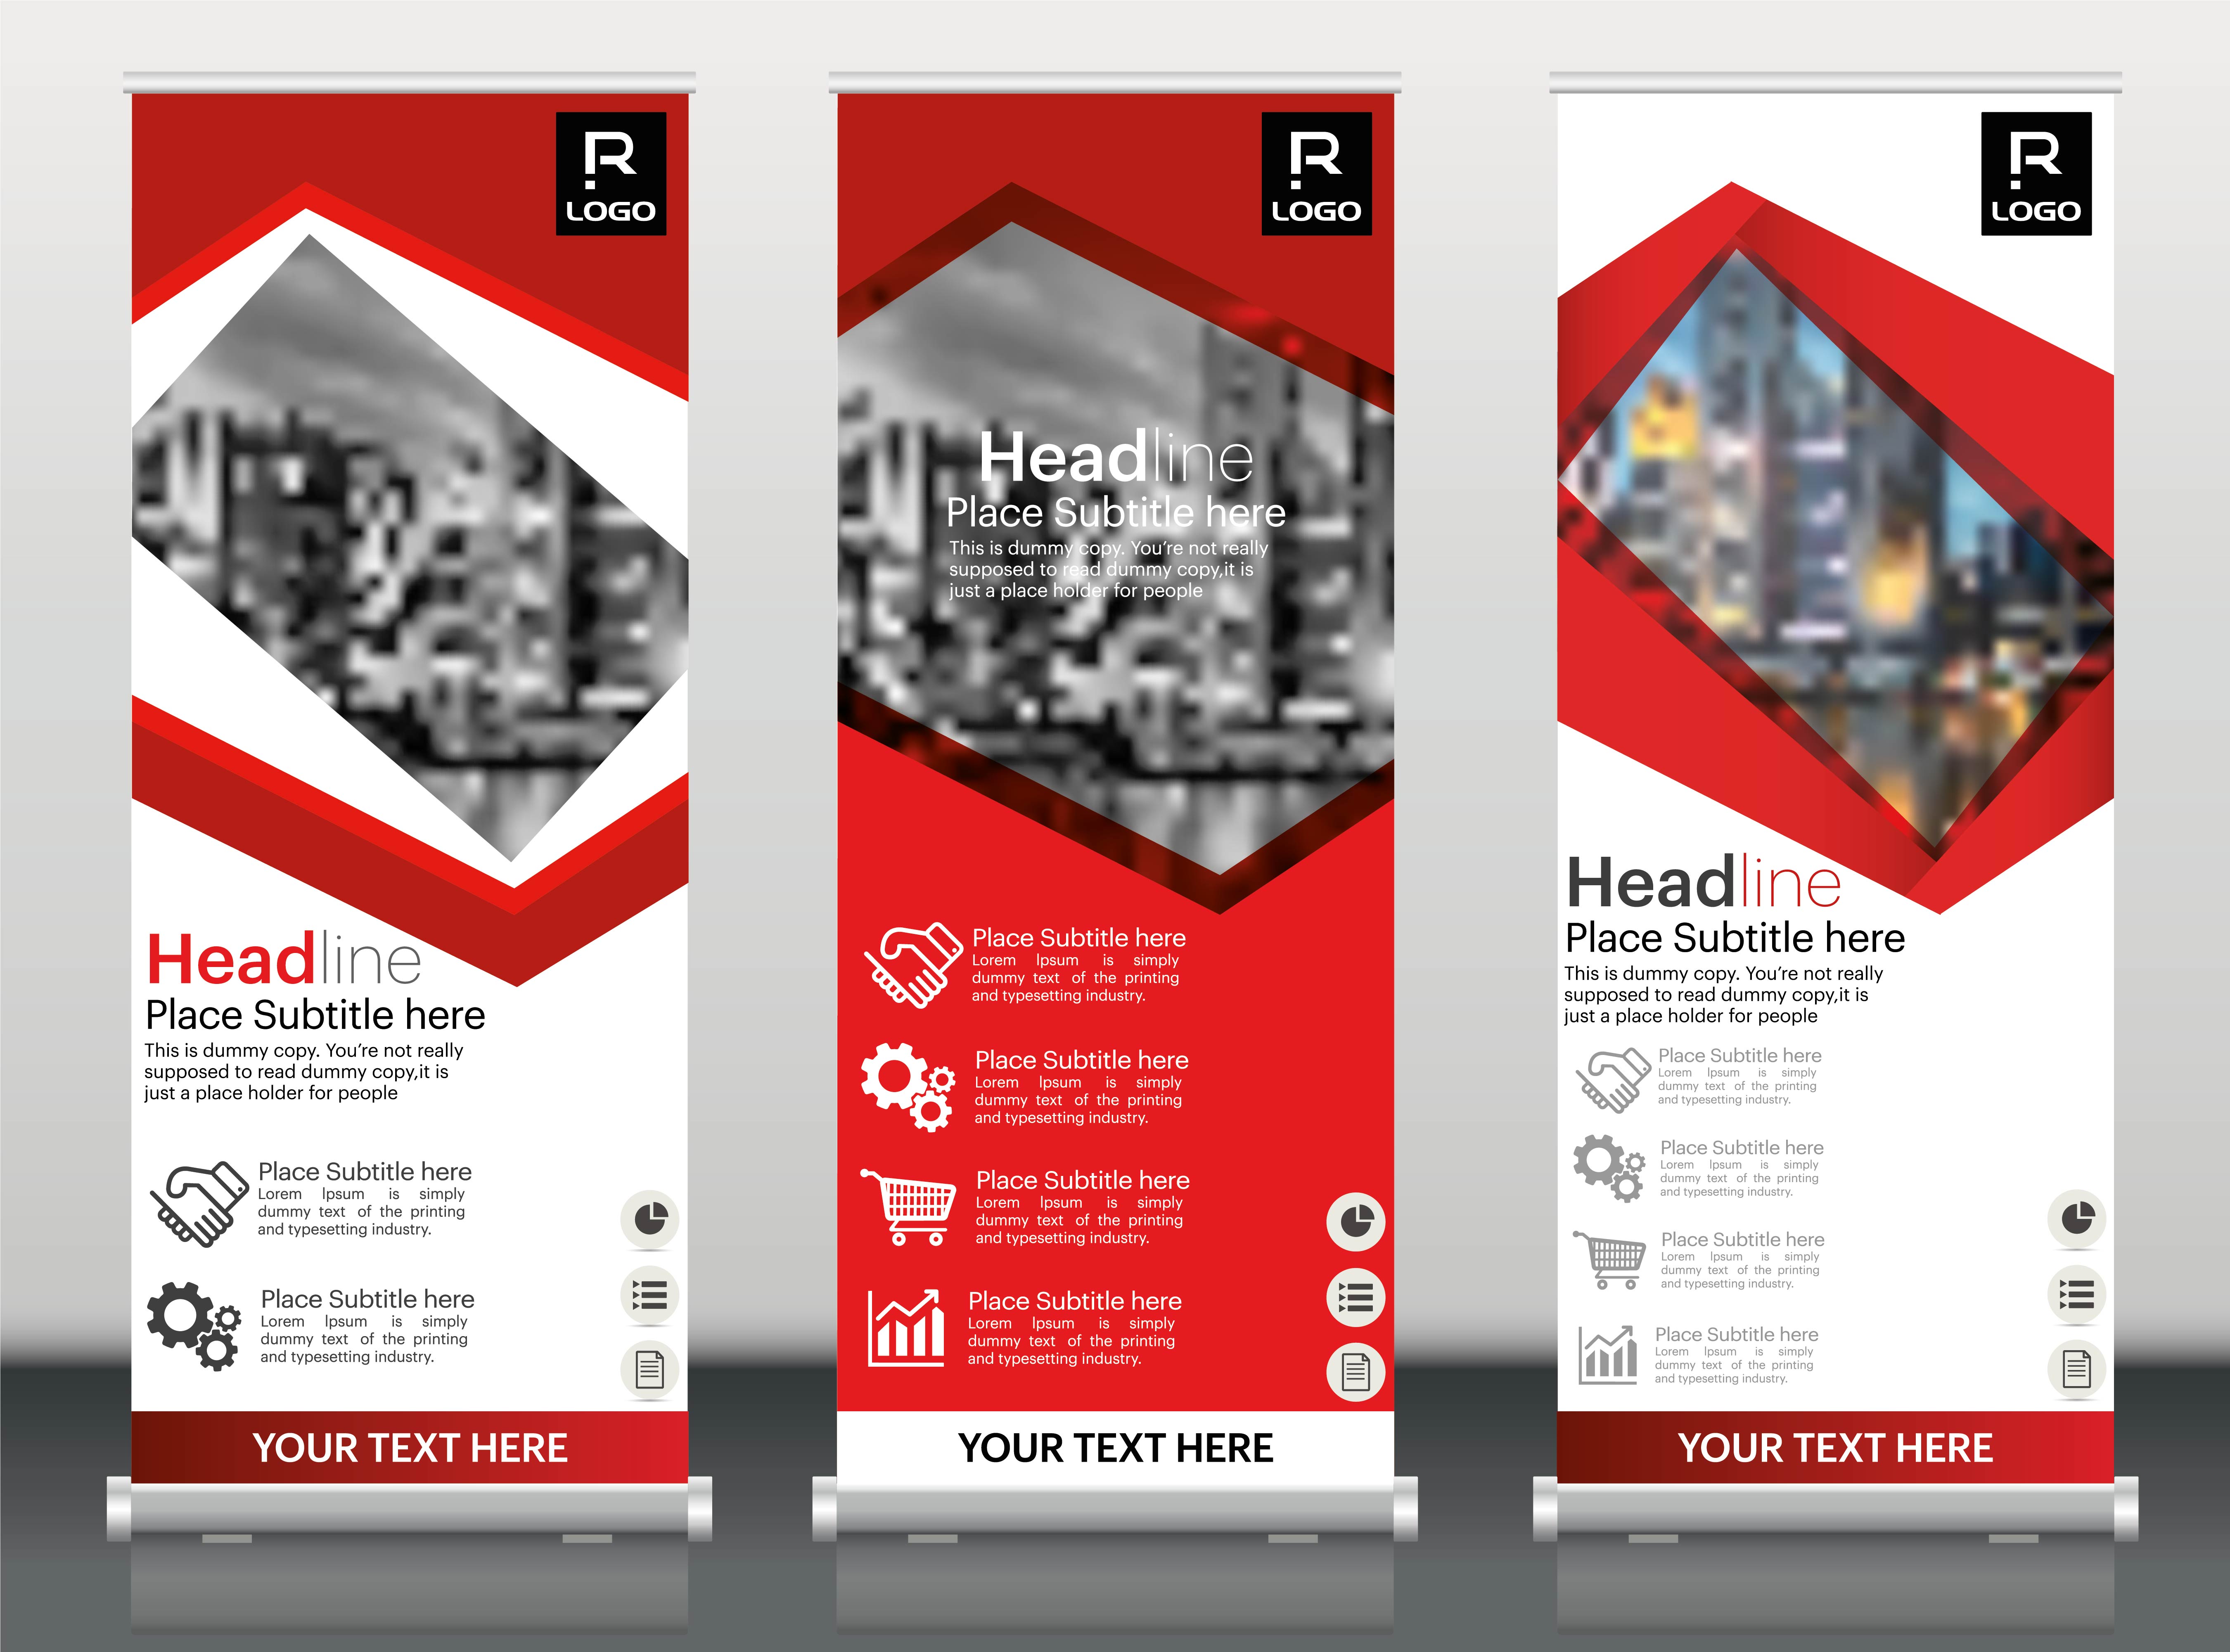 R
LOGO
Headline
Place Subtitle here
This is dummy copy. You're not really
supposed to read dummy copy,it is
just a place holder for people
Place Subtitle here
Lorem Ipsum is simply
dummy text of the printing
and typesetting industry.
Place Subtitle here
Lorem Ipsum is simply
dummy text of the printing
and typesetting industry.
YOUR TEXT HERE
R
LOGO
Headline
Place Subtitle here
This is dummy copy. You're not really
supposed to read dummy copy,it is
just a place holder for people
Place Subtitle here
Lorem Ipsum is simply
dummy text of the printing
and typesetting industry.
Place Subtitle here
Lorem Ipsum is simply
dummy text of the printing
and typesetting industry.
Place Subtitle here
Lorem Ipsum is simply
dummy text of the printing
and typesetting industry.
Place Subtitle here
Lorem Ipsum is simply
dummy text of the printing
and typesetting industry.
YOUR TEXT HERE
R
LOGO
Headline
Place Subtitle here
This is dummy copy. You're not really
supposed to read dummy copy,it is
just a place holder for people
Place Subtitle here
Lorem Ipsum is simply
dummy text of the printing
and typesetting industry.
Place Subtitle here
Lorem Ipsum is simply
dummy text of the printing
and typesetting industry.
Place Subtitle here
Lorem Ipsum is simply
dummy text of the printing
and typesetting industry.
Place Subtitle here
Lorem Ipsum is simply
dummy text of the printing
and typesetting industry.
YOUR TEXT HERE